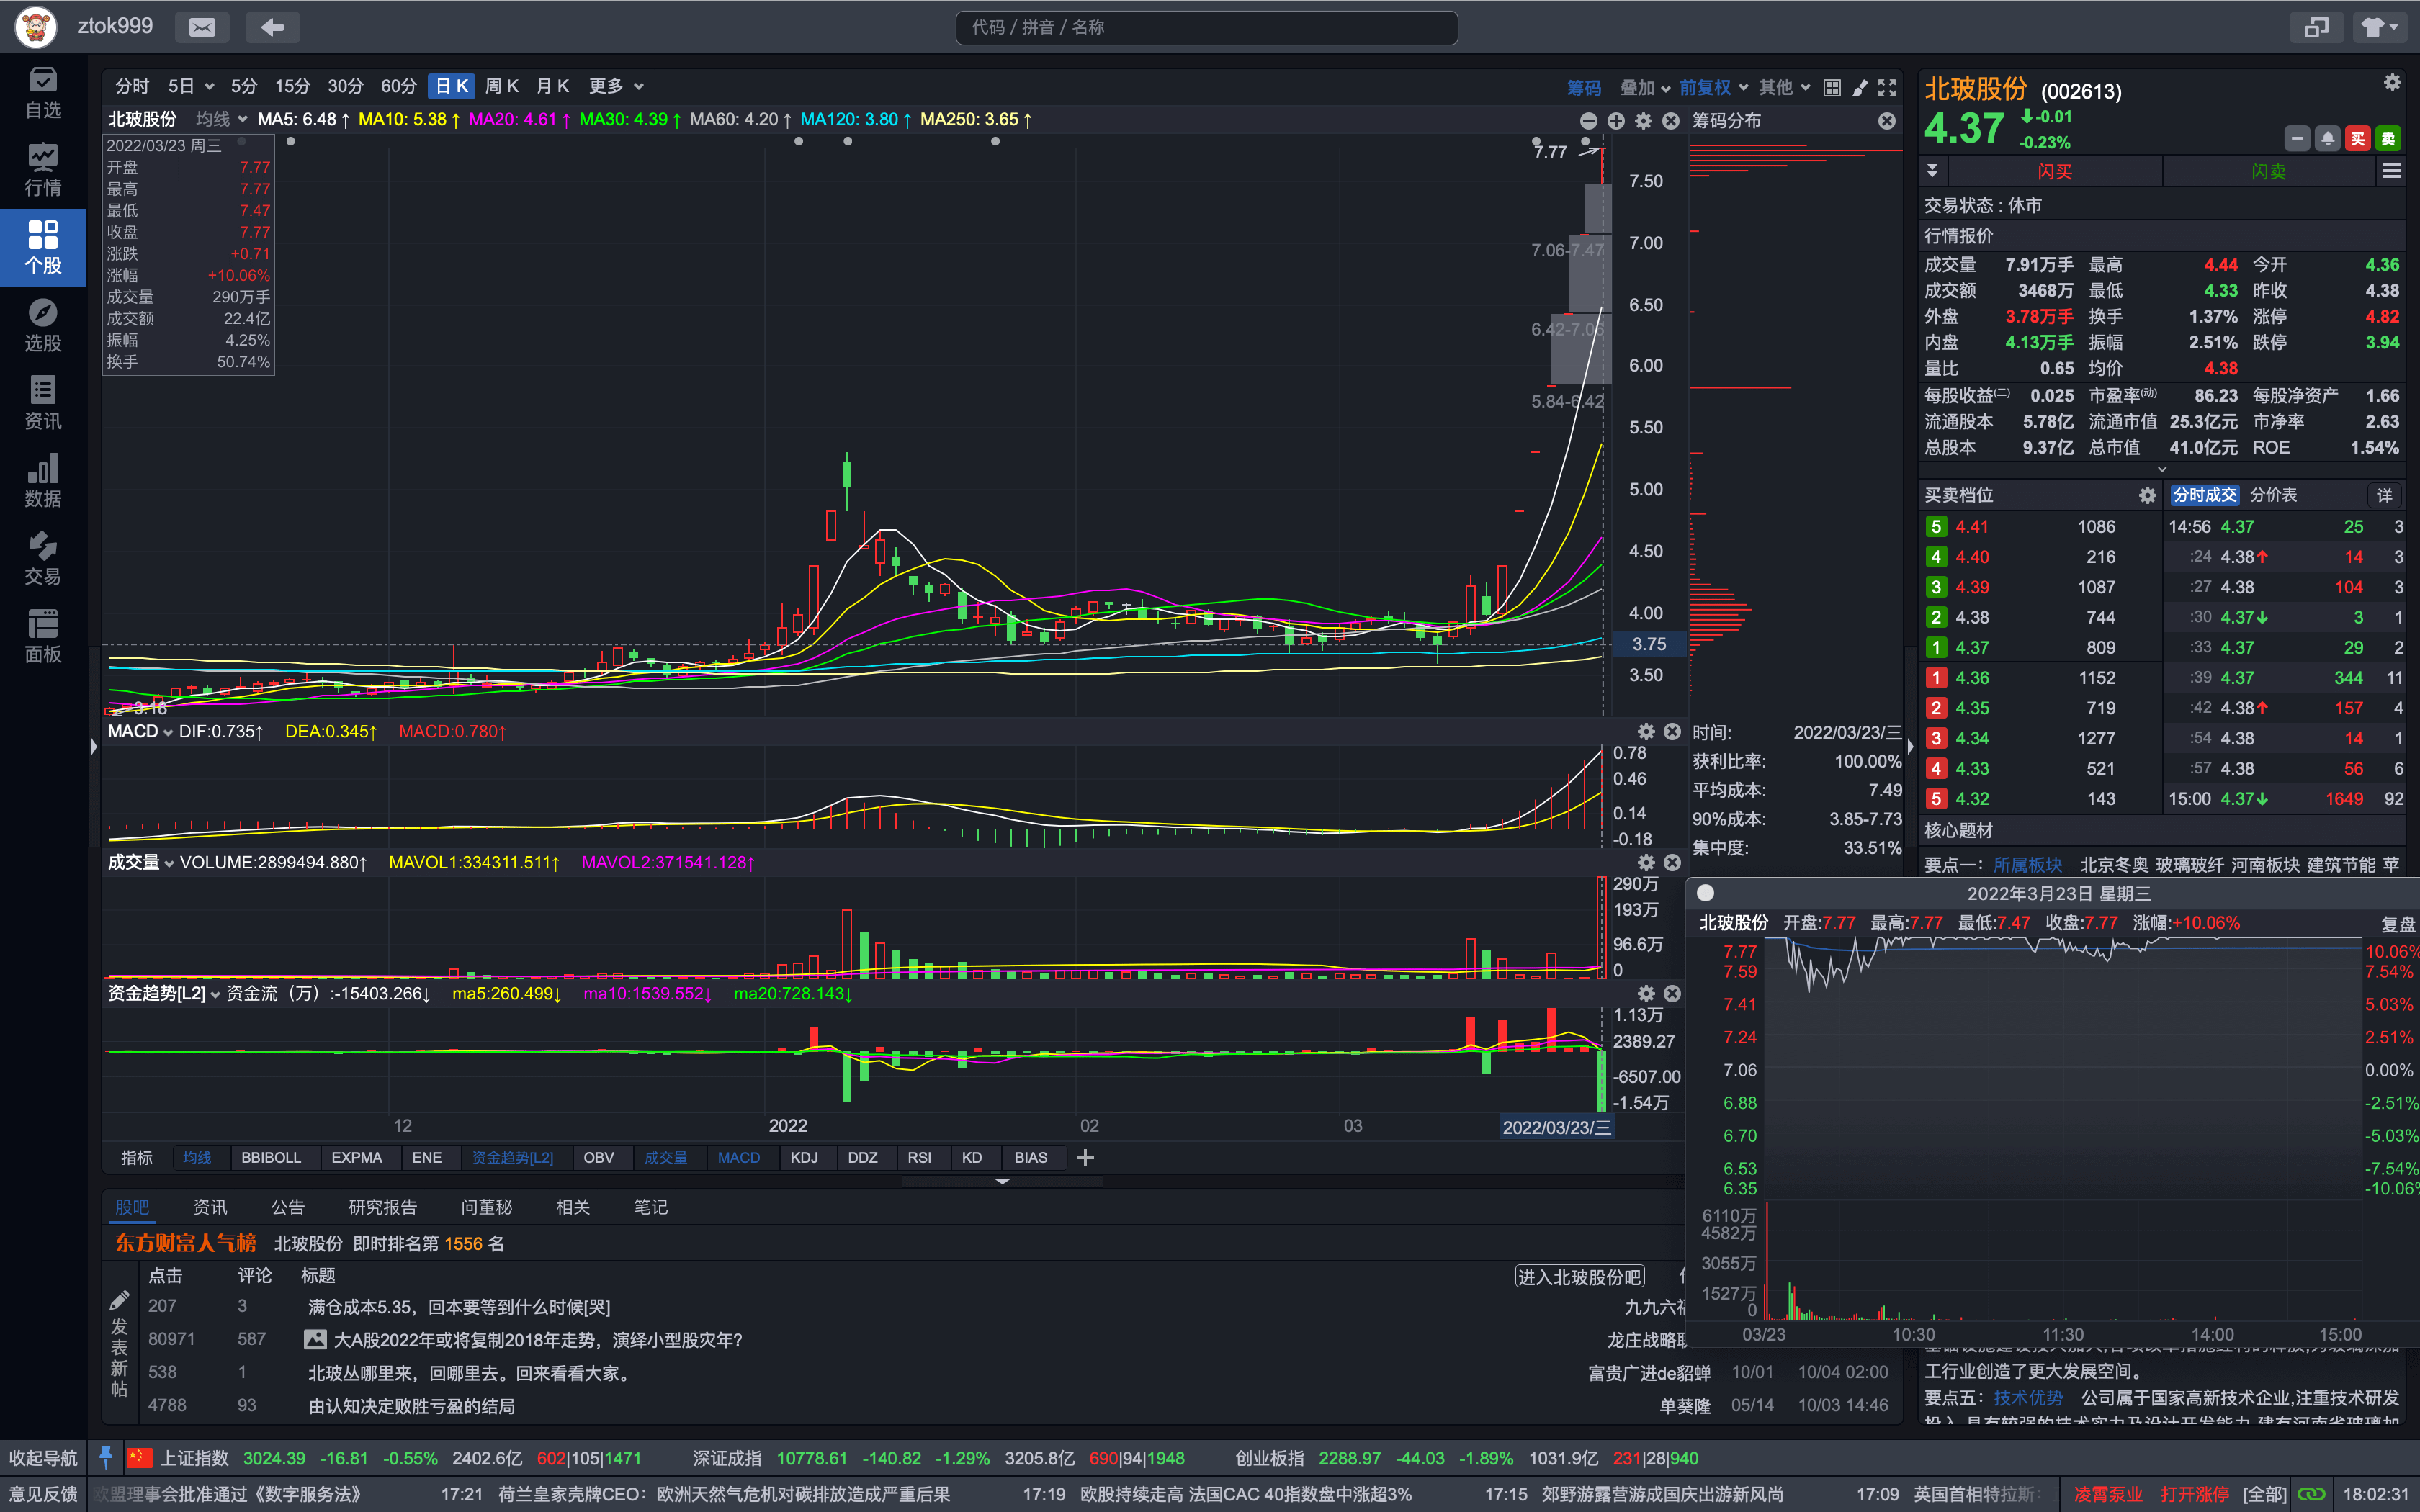 ztok999
代码 / 拼音 / 名称
自选
行情
个股
选股
资讯
数据
交易
面板
分时 5日 5分 15分 30分 60分 日K 周K 月K 更多
筹码 叠加 前复权 其他
北玻股份 均线 MA5: 6.48↑ MA10: 5.38↑ MA20: 4.61↑ MA30: 4.39↑ MA60: 4.20↑ MA120: 3.80↑ MA250: 3.65↑
筹码分布
2022/03/23 周三
开盘 7.77
最高 7.77
最低 7.47
收盘 7.77
涨跌 +0.71
涨幅 +10.06%
成交量 290万手
成交额 22.4亿
振幅 4.25%
换手 50.74%
7.77
7.06-7.47
6.42-7.06
5.84-6.42
3.18
7.50
7.00
6.50
6.00
5.50
5.00
4.50
4.00
3.75
3.50
MACD DIF:0.735↑ DEA:0.345↑ MACD:0.780↑
0.78
0.46
0.14
-0.18
时间: 2022/03/23/三
获利比率: 100.00%
平均成本: 7.49
90%成本: 3.85-7.73
集中度: 33.51%
成交量 VOLUME:2899494.880↑ MAVOL1:334311.511↑ MAVOL2:371541.128↑
290万
193万
96.6万
0
资金趋势[L2] 资金流（万）:-15403.266↓ ma5:260.499↓ ma10:1539.552↓ ma20:728.143↓
1.13万
2389.27
-6507.00
-1.54万
12 2022 02 03 2022/03/23/三
指标 均线 BBIBOLL EXPMA ENE 资金趋势[L2] OBV 成交量 MACD KDJ DDZ RSI KD BIAS
股吧 资讯 公告 研究报告 问董秘 相关 笔记
东方财富人气榜 北玻股份 即时排名第 1556 名
点击 评论 标题 进入北玻股份吧
207 3 满仓成本5.35，回本要等到什么时候[哭] 九九六
80971 587 大A股2022年或将复制2018年走势，演绎小型股灾年? 龙庄战略
538 1 北玻丛哪里来，回哪里去。回来看看大家。 富贵广进de貂蝉 10/01 10/04 02:00
4788 93 由认知决定败胜亏盈的结局 单葵隆 05/14 10/03 14:46
发表新帖
北玻股份 (002613)
4.37 -0.01
-0.23%
买 卖
闪买 闪卖
交易状态 : 休市
行情报价
成交量 7.91万手 最高 4.44 今开 4.36
成交额 3468万 最低 4.33 昨收 4.38
外盘 3.78万手 换手 1.37% 涨停 4.82
内盘 4.13万手 振幅 2.51% 跌停 3.94
量比 0.65 均价 4.38
每股收益(二) 0.025 市盈率(动) 86.23 每股净资产 1.66
流通股本 5.78亿 流通市值 25.3亿元 市净率 2.63
总股本 9.37亿 总市值 41.0亿元 ROE 1.54%
买卖档位 分时成交 分价表 详
5 4.41 1086 14:56 4.37 25 3
4 4.40 216 :24 4.38↑ 14 3
3 4.39 1087 :27 4.38 104 3
2 4.38 744 :30 4.37↓ 3 1
1 4.37 809 :33 4.37 29 2
1 4.36 1152 :39 4.37 344 11
2 4.35 719 :42 4.38↑ 157 4
3 4.34 1277 :54 4.38 14 1
4 4.33 521 :57 4.38 56 6
5 4.32 143 15:00 4.37↓ 1649 92
核心题材
要点一： 所属板块 北京冬奥 玻璃玻纤 河南板块 建筑节能 苹
2022年3月23日 星期三
北玻股份 开盘:7.77 最高:7.77 最低:7.47 收盘:7.77 涨幅:+10.06% 复盘
7.77 10.06%
7.59 7.54%
7.41 5.03%
7.24 2.51%
7.06 0.00%
6.88 -2.51%
6.70 -5.03%
6.53 -7.54%
6.35 -10.06%
6110万
4582万
3055万
1527万
0
03/23 10:30 11:30 14:00 15:00
工行业创造了更大发展空间。
要点五： 技术优势 公司属于国家高新技术企业,注重技术研发
收起导航 上证指数 3024.39 -16.81 -0.55% 2402.6亿 602|105|1471 深证成指 10778.61 -140.82 -1.29% 3205.8亿 690|94|1948 创业板指 2288.97 -44.03 -1.89% 1031.9亿 231|28|940
意见反馈 欧盟理事会批准通过《数字服务法》 17:21 荷兰皇家壳牌CEO：欧洲天然气危机对碳排放造成严重后果 17:19 欧股持续走高 法国CAC 40指数盘中涨超3% 17:15 郊野游露营游成国庆出游新风尚 17:09 英国首相特拉斯: 凌霄泵业 打开涨停 [全部] 18:02:31